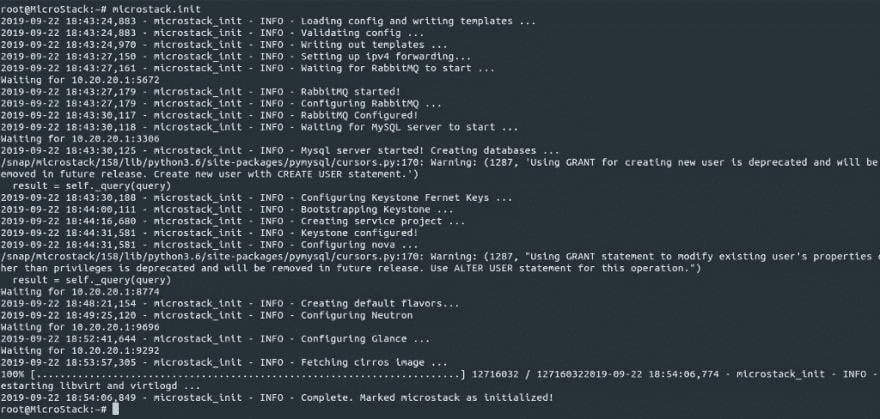 root@MicroStack:~# microstack.init
2019-09-22 18:43:24,883 - microstack_init - INFO - Loading config and writing templates ...
2019-09-22 18:43:24,883 - microstack_init - INFO - Validating config ...
2019-09-22 18:43:24,970 - microstack_init - INFO - Writing out templates ...
2019-09-22 18:43:27,150 - microstack_init - INFO - Setting up ipv4 forwarding...
2019-09-22 18:43:27,161 - microstack_init - INFO - Waiting for RabbitMQ to start ...
Waiting for 10.20.20.1:5672
2019-09-22 18:43:27,179 - microstack_init - INFO - RabbitMQ started!
2019-09-22 18:43:27,179 - microstack_init - INFO - Configuring RabbitMQ ...
2019-09-22 18:43:30,117 - microstack_init - INFO - RabbitMQ Configured!
2019-09-22 18:43:30,118 - microstack_init - INFO - Waiting for MySQL server to start ...
Waiting for 10.20.20.1:3306
2019-09-22 18:43:30,125 - microstack_init - INFO - Mysql server started! Creating databases ...
/snap/microstack/158/lib/python3.6/site-packages/pymysql/cursors.py:170: Warning: (1287, 'Using GRANT for creating new user is deprecated and will be
emoved in future release. Create new user with CREATE USER statement.')
  result = self._query(query)
2019-09-22 18:43:30,188 - microstack_init - INFO - Configuring Keystone Fernet Keys ...
2019-09-22 18:44:00,111 - microstack_init - INFO - Bootstrapping Keystone ...
2019-09-22 18:44:16,680 - microstack_init - INFO - Creating service project ...
2019-09-22 18:44:31,581 - microstack_init - INFO - Keystone configured!
2019-09-22 18:44:31,581 - microstack_init - INFO - Configuring nova ...
/snap/microstack/158/lib/python3.6/site-packages/pymysql/cursors.py:170: Warning: (1287, "Using GRANT statement to modify existing user's properties
her than privileges is deprecated and will be removed in future release. Use ALTER USER statement for this operation.")
  result = self._query(query)
Waiting for 10.20.20.1:8774
2019-09-22 18:48:21,154 - microstack_init - INFO - Creating default flavors...
2019-09-22 18:49:25,120 - microstack_init - INFO - Configuring Neutron
Waiting for 10.20.20.1:9696
2019-09-22 18:52:41,644 - microstack_init - INFO - Configuring Glance ...
Waiting for 10.20.20.1:9292
2019-09-22 18:53:57,305 - microstack_init - INFO - Fetching cirros image ...
100% [........................................................................] 12716032 / 127160322019-09-22 18:54:06,774 - microstack_init - INFO -
estarting libvirt and virtlogd ...
2019-09-22 18:54:06,849 - microstack_init - INFO - Complete. Marked microstack as initialized!
root@MicroStack:~#